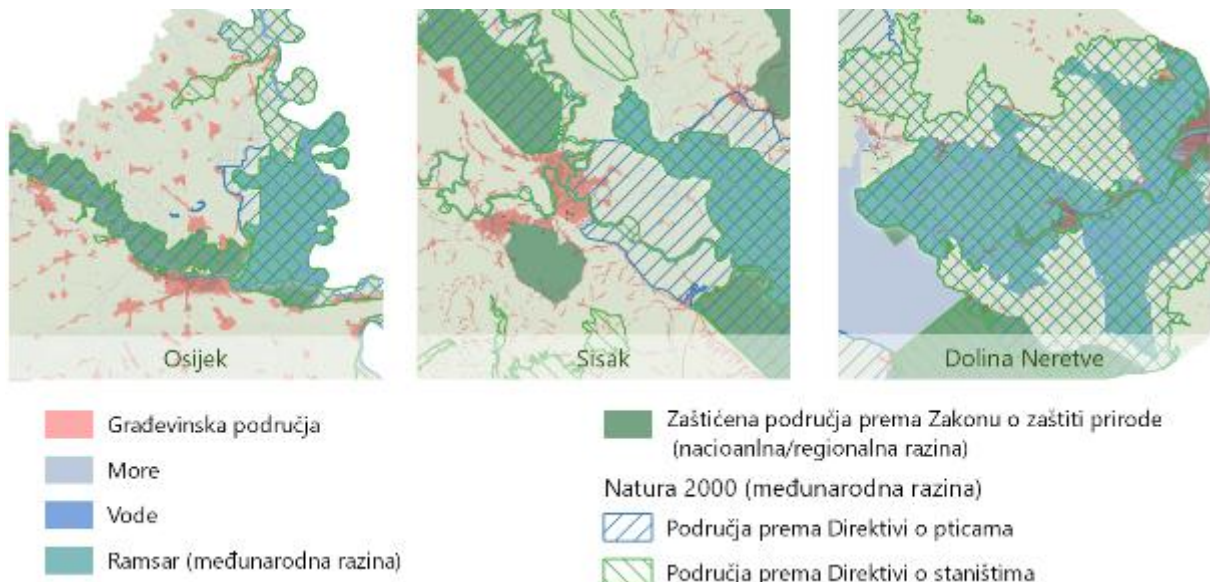 Osijek
Sisak
Dolina Neretve
Građevinska područja
More
Vode
Ramsar (međunarodna razina)
Zaštićena područja prema Zakonu o zaštiti prirode
(nacioanlna/regionalna razina)
Natura 2000 (međunarodna razina)
Područja prema Direktivi o pticama
Područja prema Direktivi o staništima